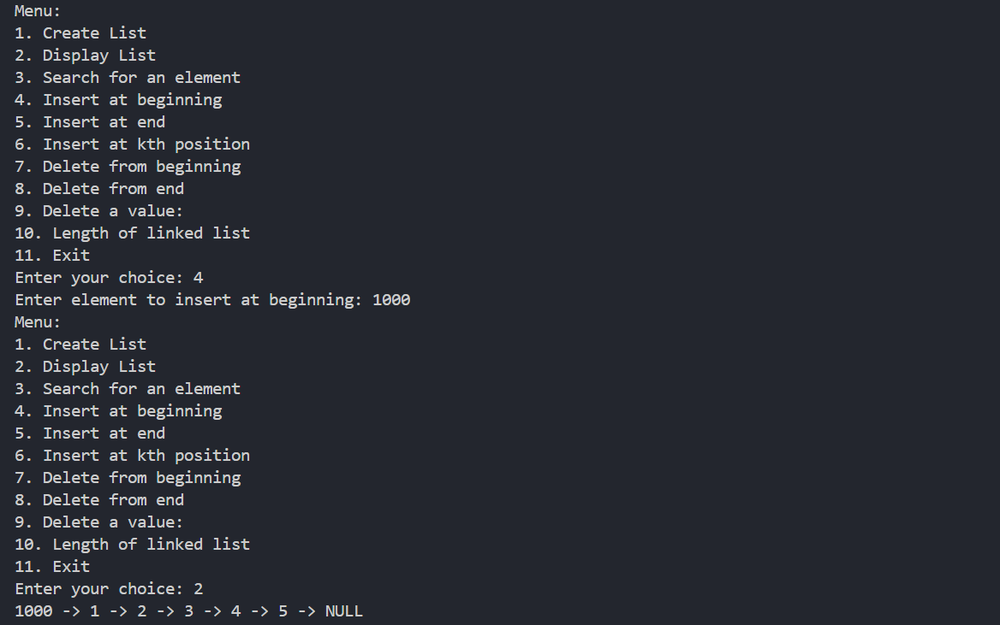 Menu:
1. Create List
2. Display List
3. Search for an element
4. Insert at beginning
5. Insert at end
6. Insert at kth position
7. Delete from beginning
8. Delete from end
9. Delete a value:
10. Length of linked list
11. Exit
Enter your choice: 4
Enter element to insert at beginning: 1000
Menu:
1. Create List
2. Display List
3. Search for an element
4. Insert at beginning
5. Insert at end
6. Insert at kth position
7. Delete from beginning
8. Delete from end
9. Delete a value:
10. Length of linked list
11. Exit
Enter your choice: 2
1000 -> 1 -> 2 -> 3 -> 4 -> 5 -> NULL